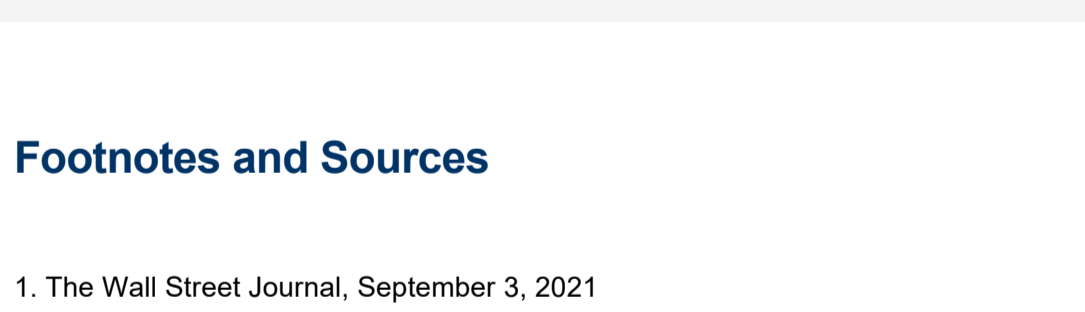 Footnotes and Sources
1. The Wall Street Journal, September 3, 2021